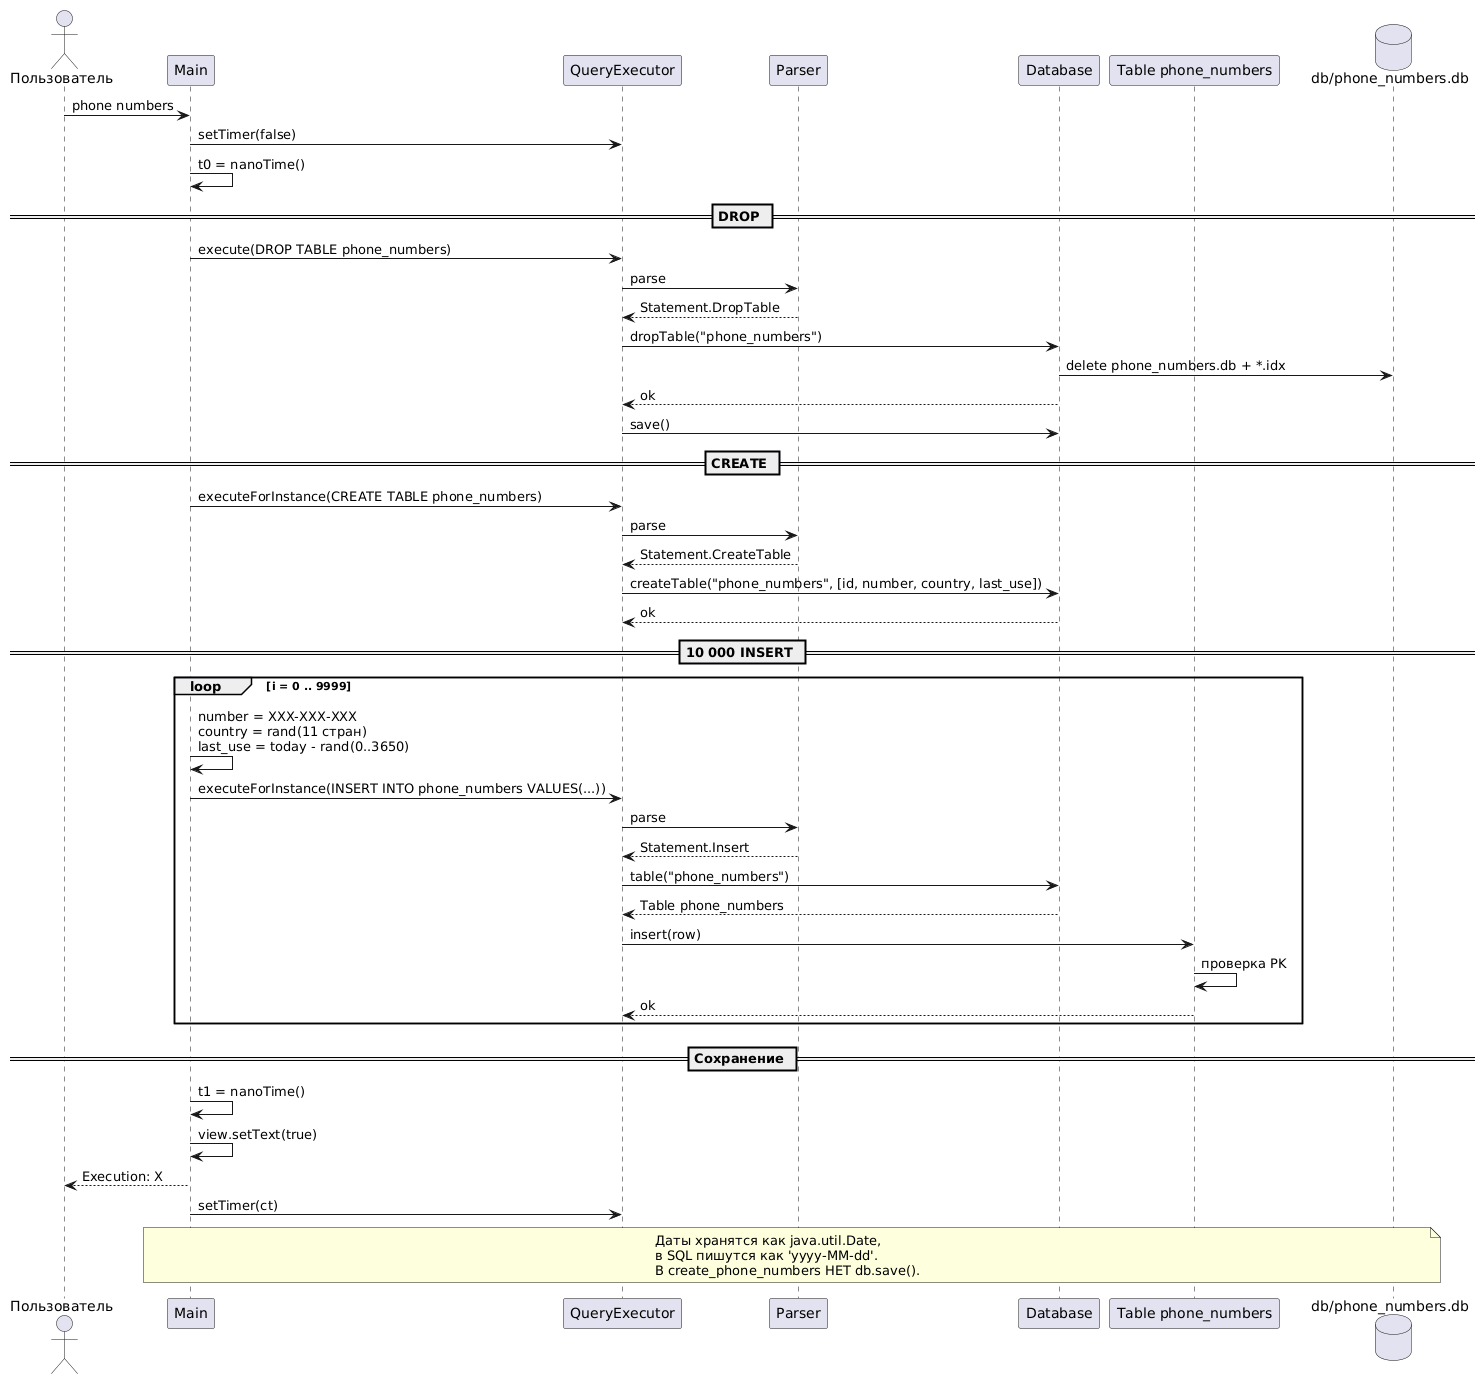 Пользователь
Main
QueryExecutor
Parser
Database
Table phone_numbers
db/phone_numbers.db
phone numbers
setTimer(false)
t0 = nanoTime()
DROP
execute(DROP TABLE phone_numbers)
parse
Statement.DropTable
dropTable("phone_numbers")
delete phone_numbers.db + *.idx
ok
save()
CREATE
executeForInstance(CREATE TABLE phone_numbers)
parse
Statement.CreateTable
createTable("phone_numbers", [id, number, country, last_use])
ok
10 000 INSERT
loop [i = 0 .. 9999]
number = XXX-XXX-XXX
country = rand(11 стран)
last_use = today - rand(0..3650)
executeForInstance(INSERT INTO phone_numbers VALUES(...))
parse
Statement.Insert
table("phone_numbers")
Table phone_numbers
insert(row)
проверка PK
ok
Сохранение
t1 = nanoTime()
view.setText(true)
Execution: X
setTimer(ct)
Даты хранятся как java.util.Date,
в SQL пишутся как 'yyyy-MM-dd'.
В create_phone_numbers НЕТ db.save().
Пользователь
Main
QueryExecutor
Parser
Database
Table phone_numbers
db/phone_numbers.db